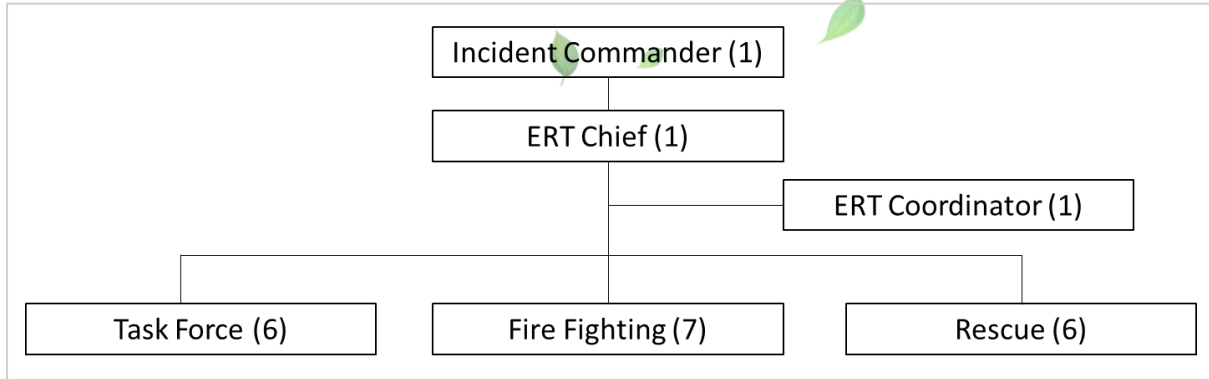 Incident Commander (1)
ERT Chief (1)
ERT Coordinator (1)
Task Force (6)
Fire Fighting (7)
Rescue (6)